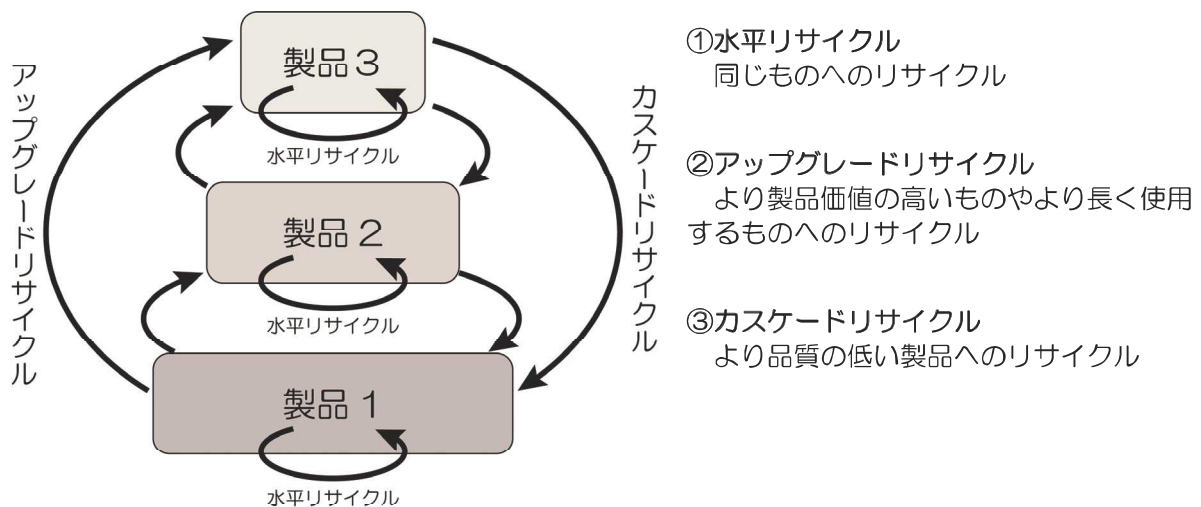 製品３
水平リサイクル
製品２
水平リサイクル
製品１
水平リサイクル
アップグレードリサイクル
カスケードリサイクル
①水平リサイクル
同じものへのリサイクル
②アップグレードリサイクル
より製品価値の高いものやより長く使用
するものへのリサイクル
③カスケードリサイクル
より品質の低い製品へのリサイクル